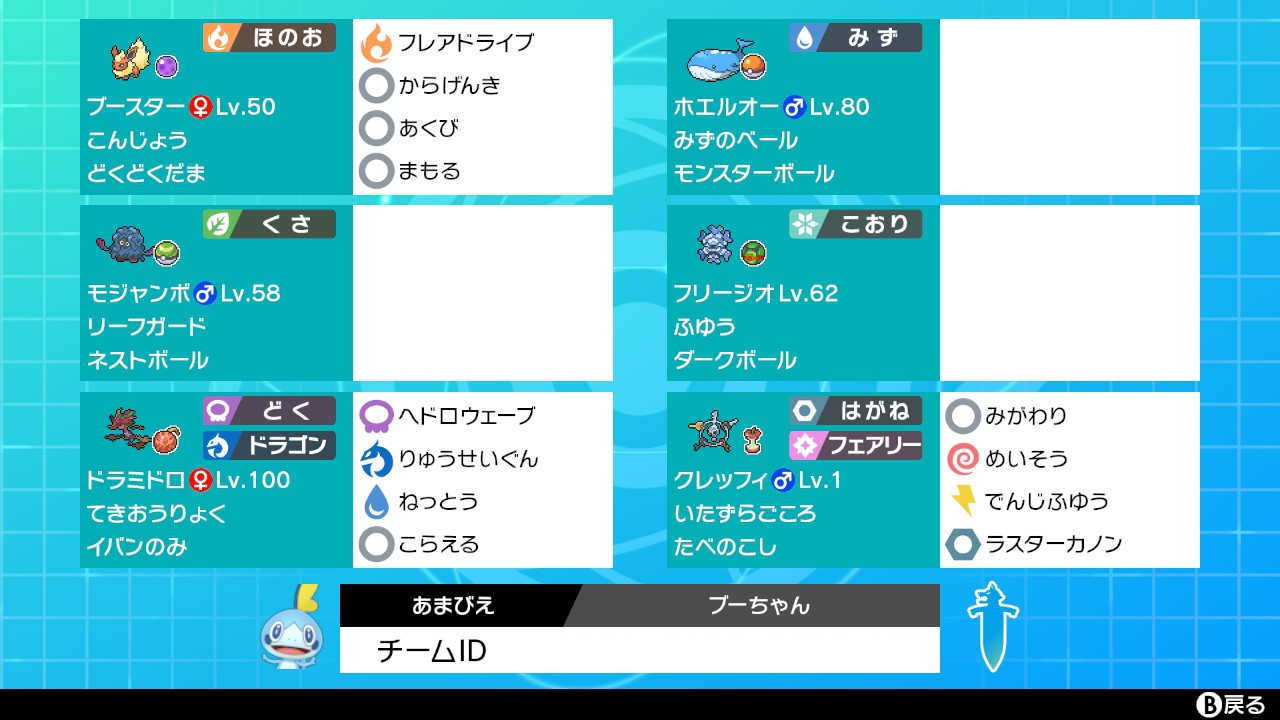 ほのお
ブースター♀Lv.50
こんじょう
どくどくだま
フレアドライブ
からげんき
あくび
まもる
みず
ホエルオー♂Lv.80
みずのベール
モンスターボール
くさ
モジャンボ♂Lv.58
リーフガード
ネストボール
こおり
フリージオLv.62
ふゆう
ダークボール
どく
ドラゴン
ドラミドロ♀Lv.100
てきおうりょく
イバンのみ
ヘドロウェーブ
りゅうせいぐん
ねっとう
こらえる
はがね
フェアリー
クレッフィ♂Lv.1
いたずらごころ
たべのこし
みがわり
めいそう
でんじふゆう
ラスターカノン
あまびえ
ブーちゃん
チームID
B戻る